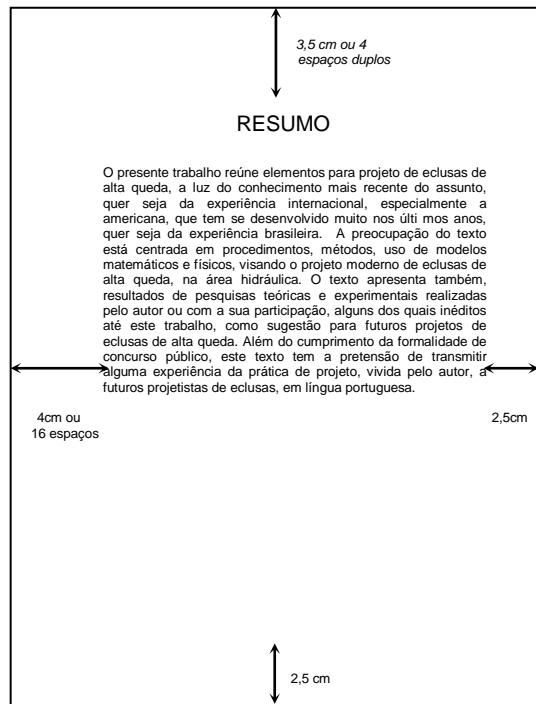 3,5 cm ou 4
espaços duplos
RESUMO
O presente trabalho reúne elementos para projeto de eclusas de
alta queda, a luz do conhecimento mais recente do assunto,
quer seja da experiência internacional, especialmente a
americana, que tem se desenvolvido muito nos últi mos anos,
quer seja da experiência brasileira. A preocupação do texto
está centrada em procedimentos, métodos, uso de modelos
matemáticos e físicos, visando o projeto moderno de eclusas de
alta queda, na área hidráulica. O texto apresenta também,
resultados de pesquisas teóricas e experimentais realizadas
pelo autor ou com a sua participação, alguns dos quais inéditos
até este trabalho, como sugestão para futuros projetos de
eclusas de alta queda. Além do cumprimento da formalidade de
concurso público, este texto tem a pretensão de transmitir
alguma experiência da prática de projeto, vivida pelo autor, a
futuros projetistas de eclusas, em língua portuguesa.
4cm ou
16 espaços
2,5cm
2,5 cm